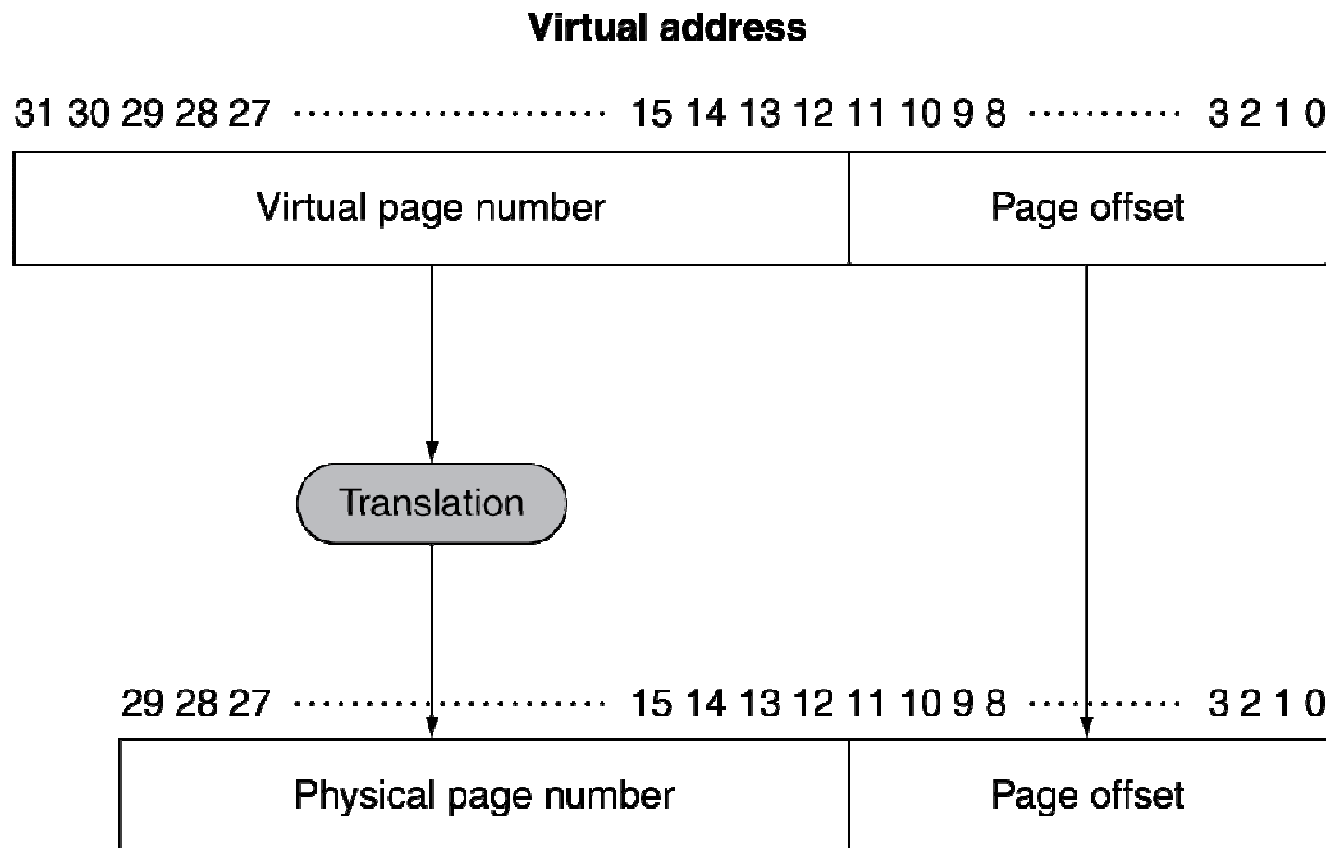 Virtual address
31 30 29 28 27 ····················· 15 14 13 12 11 10 9 8 ··········· 3 2 1 0
Virtual page number Page offset
Translation
29 28 27 ····················· 15 14 13 12 11 10 9 8 ··········· 3 2 1 0
Physical page number Page offset